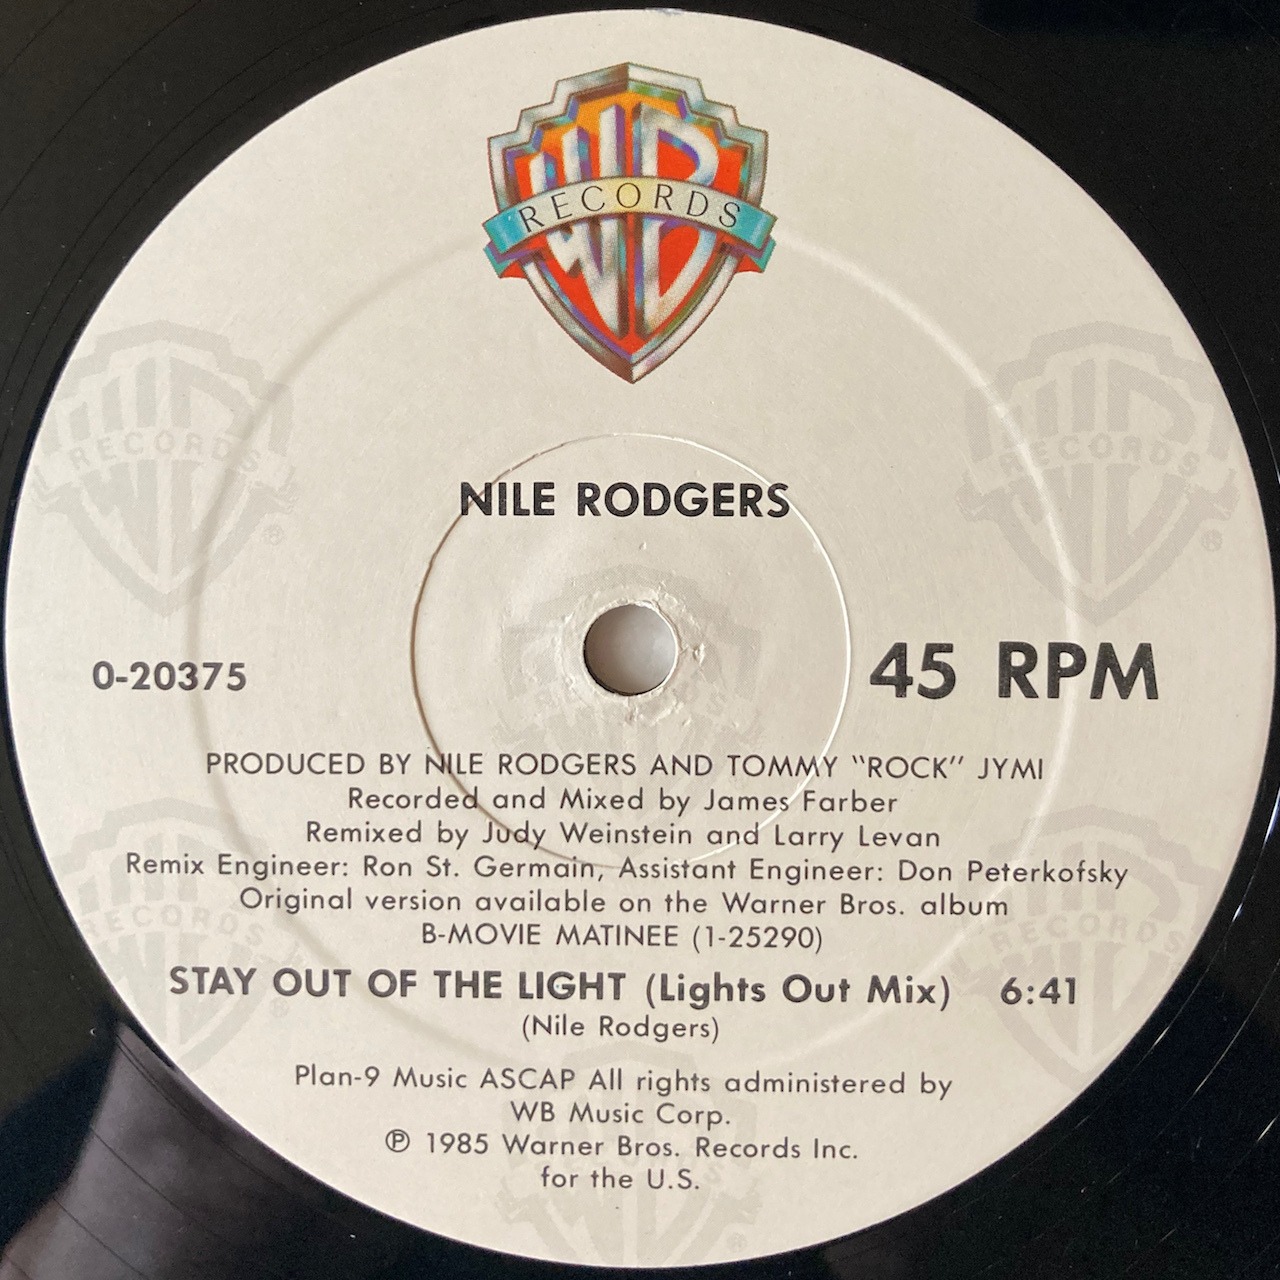 WB
RECORDS
NILE RODGERS
0-20375
45 RPM
PRODUCED BY NILE RODGERS AND TOMMY "ROCK" JYMI
Recorded and Mixed by James Farber
Remixed by Judy Weinstein and Larry Levan
Remix Engineer: Ron St. Germain, Assistant Engineer: Don Peterkofsky
Original version available on the Warner Bros. album
B-MOVIE MATINEE (1-25290)
STAY OUT OF THE LIGHT (Lights Out Mix) 6:41
(Nile Rodgers)
Plan-9 Music ASCAP All rights administered by
WB Music Corp.
℗ 1985 Warner Bros. Records Inc.
for the U.S.